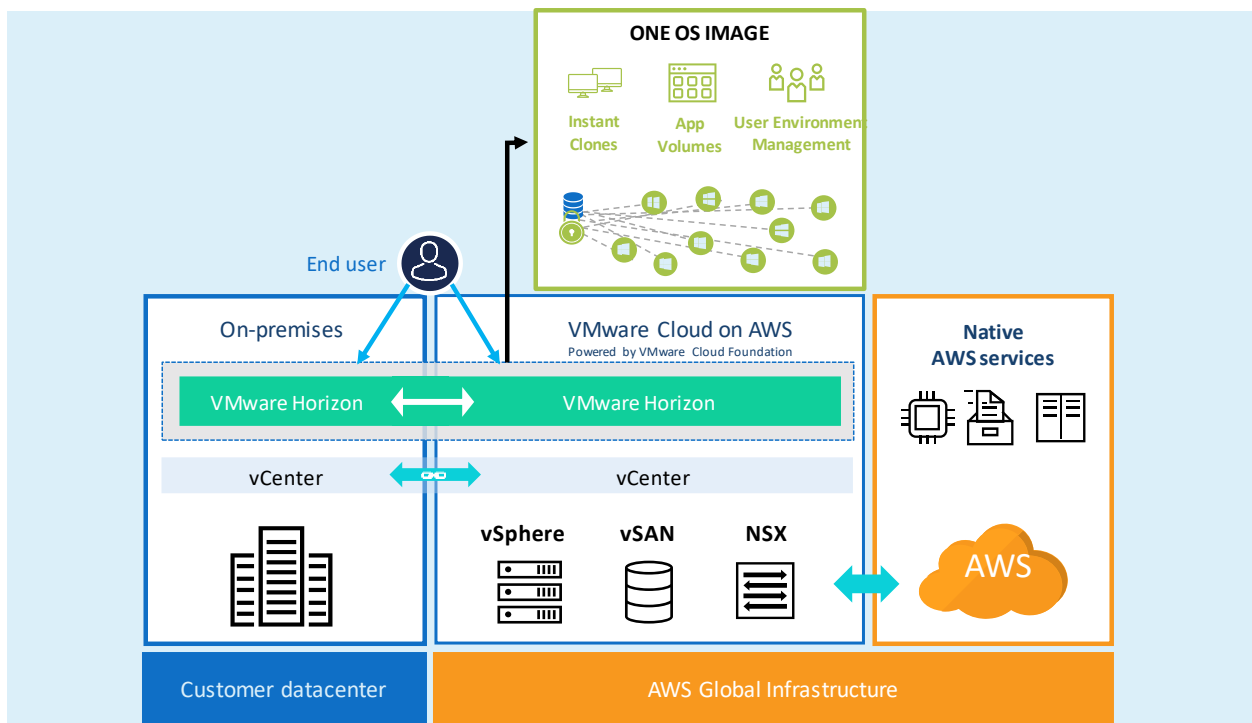 ONE OS IMAGE
Instant
Clones
App
Volumes
User Environment
Management
End user
On-premises
VMware Cloud on AWS
Powered by VMware Cloud Foundation
Native
AWS services
VMware Horizon
VMware Horizon
vCenter
vCenter
vSphere
vSAN
NSX
AWS
Customer datacenter
AWS Global Infrastructure